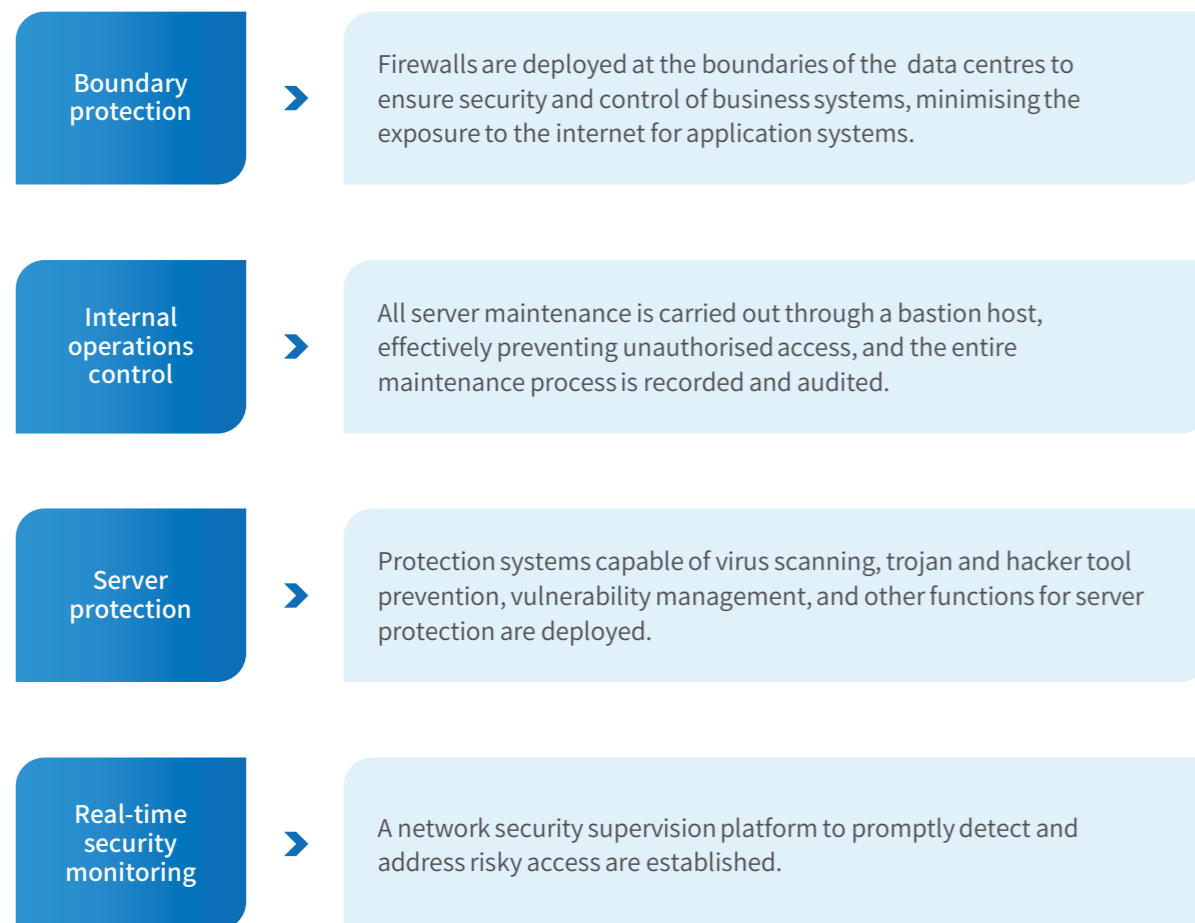 Boundary
protection
Firewalls are deployed at the boundaries of the data centres to
ensure security and control of business systems, minimising the
exposure to the internet for application systems.
Internal
operations
control
All server maintenance is carried out through a bastion host,
effectively preventing unauthorised access, and the entire
maintenance process is recorded and audited.
Server
protection
Protection systems capable of virus scanning, trojan and hacker tool
prevention, vulnerability management, and other functions for server
protection are deployed.
Real-time
security
monitoring
A network security supervision platform to promptly detect and
address risky access are established.